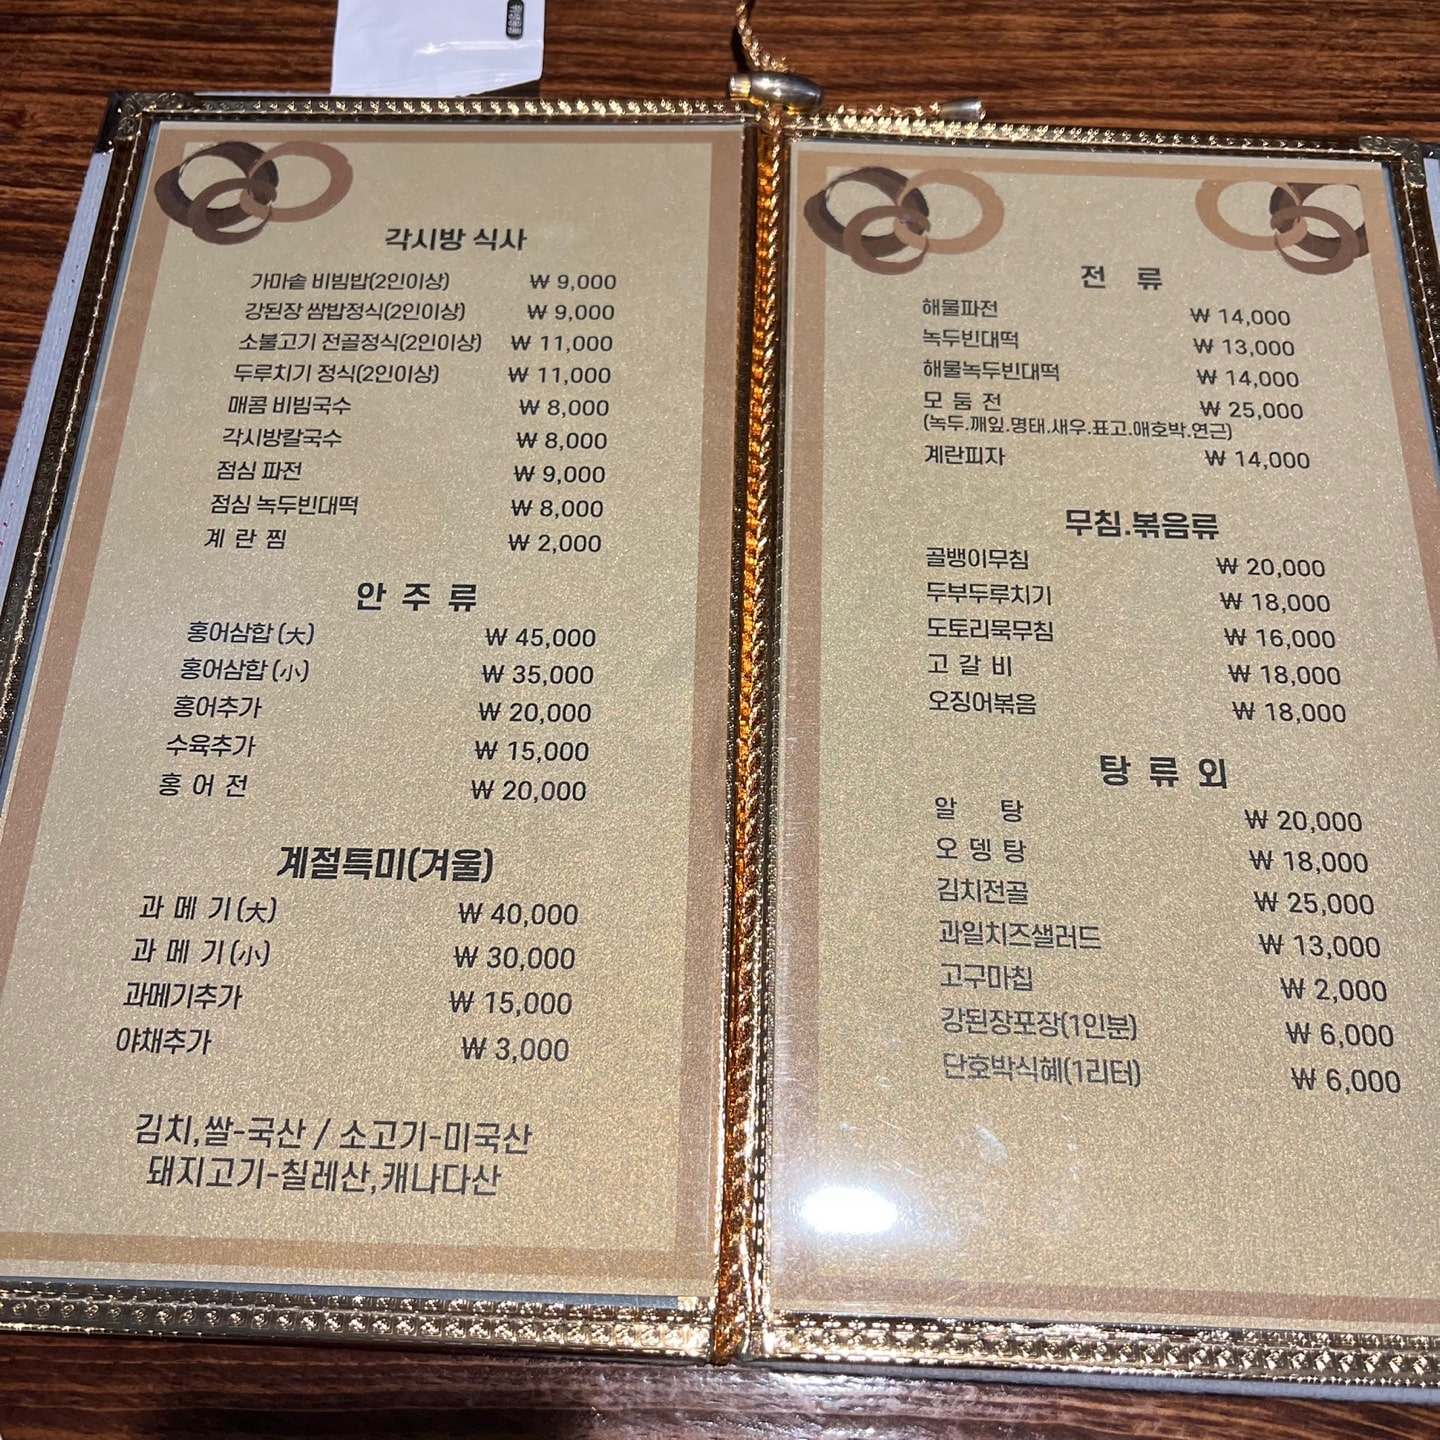 각시방 식사
가마솥 비빔밥(2인이상) ₩ 9,000
강된장 쌈밥정식(2인이상) ₩ 9,000
소불고기 전골정식(2인이상) ₩ 11,000
두루치기 정식(2인이상) ₩ 11,000
매콤 비빔국수 ₩ 8,000
각시방칼국수 ₩ 8,000
점심 파전 ₩ 9,000
점심 녹두빈대떡 ₩ 8,000
계 란 찜 ₩ 2,000
안 주 류
홍어삼합 (大) ₩ 45,000
홍어삼합 (小) ₩ 35,000
홍어추가 ₩ 20,000
수육추가 ₩ 15,000
홍 어 전 ₩ 20,000
계절특미(겨울)
과 메 기 (大) ₩ 40,000
과 메 기 (小) ₩ 30,000
과메기추가 ₩ 15,000
야채추가 ₩ 3,000
김치,쌀-국산 / 소고기-미국산
돼지고기-칠레산,캐나다산
전 류
해물파전 ₩ 14,000
녹두빈대떡 ₩ 13,000
해물녹두빈대떡 ₩ 14,000
모 둠 전 ₩ 25,000
(녹두.깨잎.명태.새우.표고.애호박.연근)
계란피자 ₩ 14,000
무침.볶음류
골뱅이무침 ₩ 20,000
두부두루치기 ₩ 18,000
도토리묵무침 ₩ 16,000
고 갈 비 ₩ 18,000
오징어볶음 ₩ 18,000
탕 류 외
알 탕 ₩ 20,000
오 뎅 탕 ₩ 18,000
김치전골 ₩ 25,000
과일치즈샐러드 ₩ 13,000
고구마칩 ₩ 2,000
강된장포장(1인분) ₩ 6,000
단호박식혜(1리터) ₩ 6,000